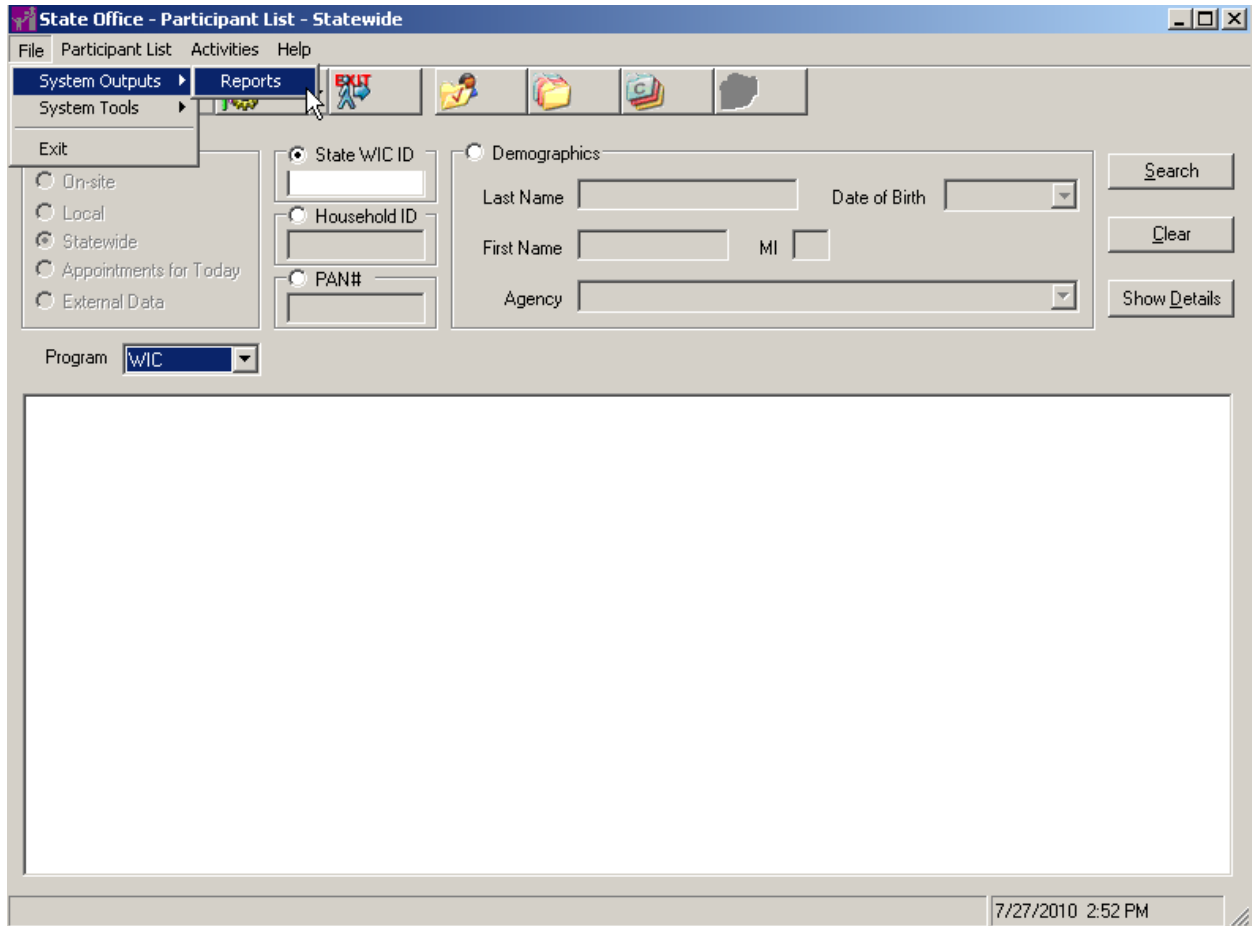 State Office - Participant List - Statewide
File Participant List Activities Help
System Outputs Reports
System Tools
Exit
EXIT
C
On-site
Local
Statewide
Appointments for Today
External Data
State WIC ID
Household ID
PAN#
Demographics
Last Name Date of Birth
First Name MI
Agency
Search
Clear
Show Details
Program WIC
7/27/2010 2:52 PM